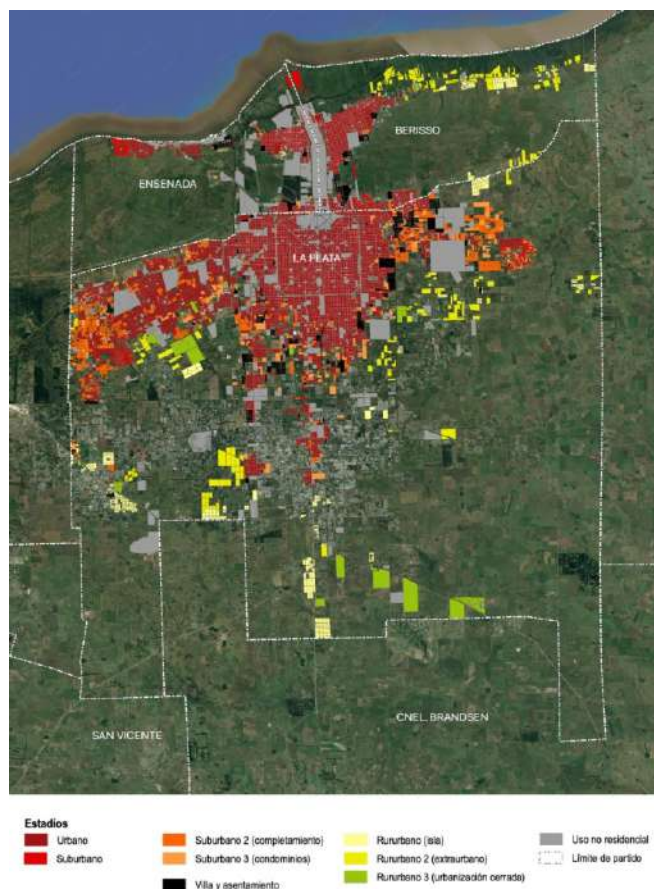 BERISSO
ENSENADA
LA PLATA
SAN VICENTE
CNEL. BRANDSEN
Estadios
Urbano
Suburbano
Suburbano 2 (completamiento)
Suburbano 3 (condominios)
Villa y asentamiento
Rururbano (isla)
Rururbano 2 (extraurbano)
Rururbano 3 (urbanización cerrada)
Uso no residencial
Límite de partido